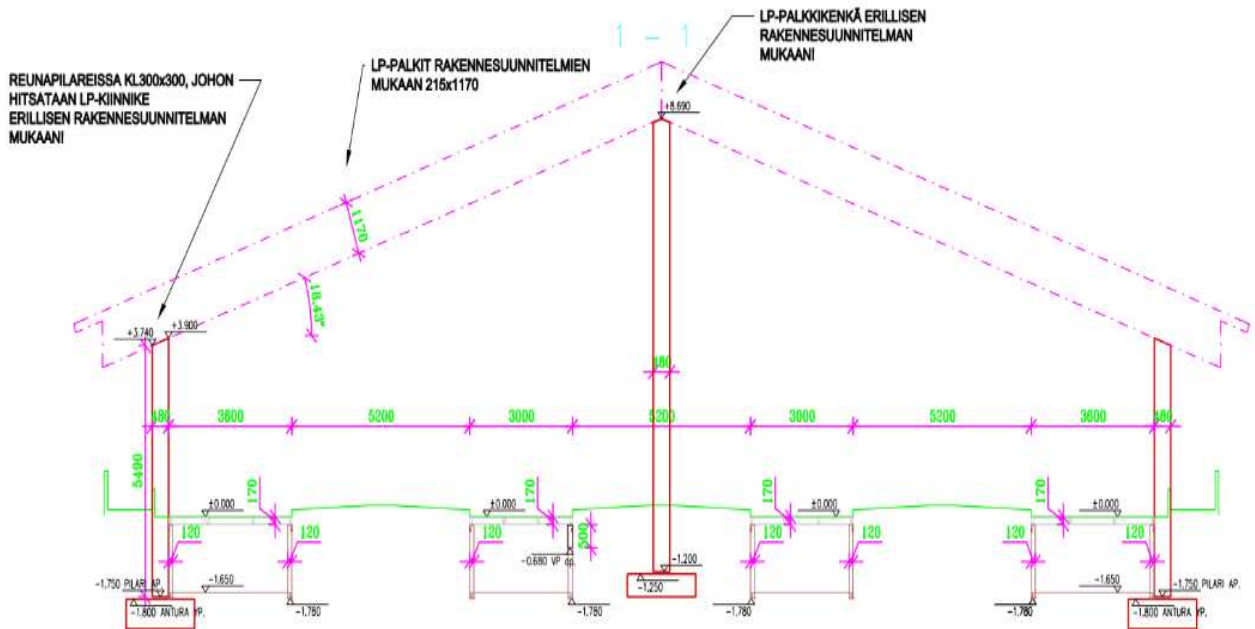 LP-PALKKIKENKÄ ERILLISEN
RAKENNESUUNNITELMAN
MUKAAN!
1 - 1
LP-PALKIT RAKENNESUUNNITELMIEN
MUKAAN 215x1170
REUNAPILAREISSA KL300x300, JOHON
HITSATAAN LP-KIINNIKE
ERILLISEN RAKENNESUUNNITELMAN
MUKAAN!
+8.690
1170
18.43°
+3.740
+3.900
480
480 3600 5200 3000 5200 3000 5200 3600 480
5490
170 170 170 170
±0.000 ±0.000 ±0.000 ±0.000
120 120 120 120 120 120 120
500
-0.680 VP ap.
-1.200
-1.250
-1.750 PILARI AP. -1.650 -1.650 -1.750 PILARI AP.
-1.800 ANTURA YP. -1.780 -1.780 -1.780 -1.780 -1.800 ANTURA YP.